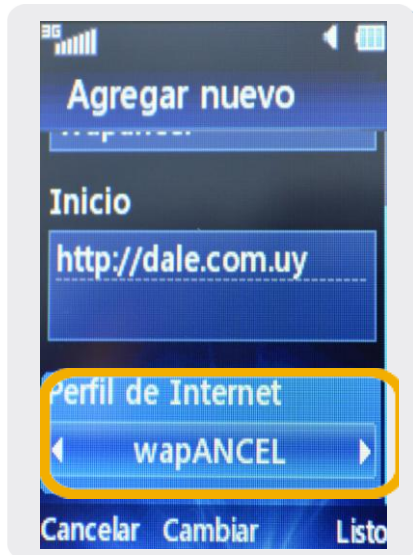 3G
Agregar nuevo
Inicio
http://dale.com.uy
Perfil de Internet
wapANCEL
Cancelar Cambiar Listo